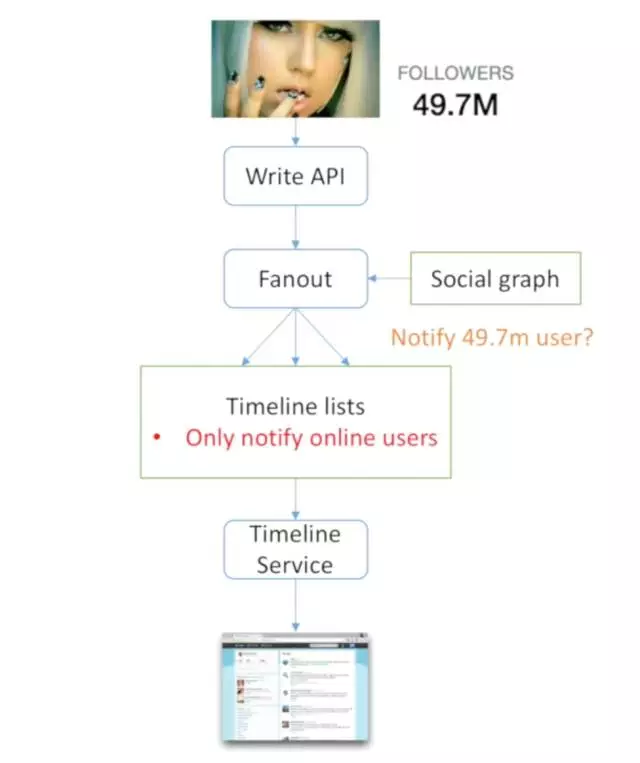 FOLLOWERS
49.7M
Write API
Fanout
Social graph
Notify 49.7m user?
Timeline lists
• Only notify online users
Timeline
Service